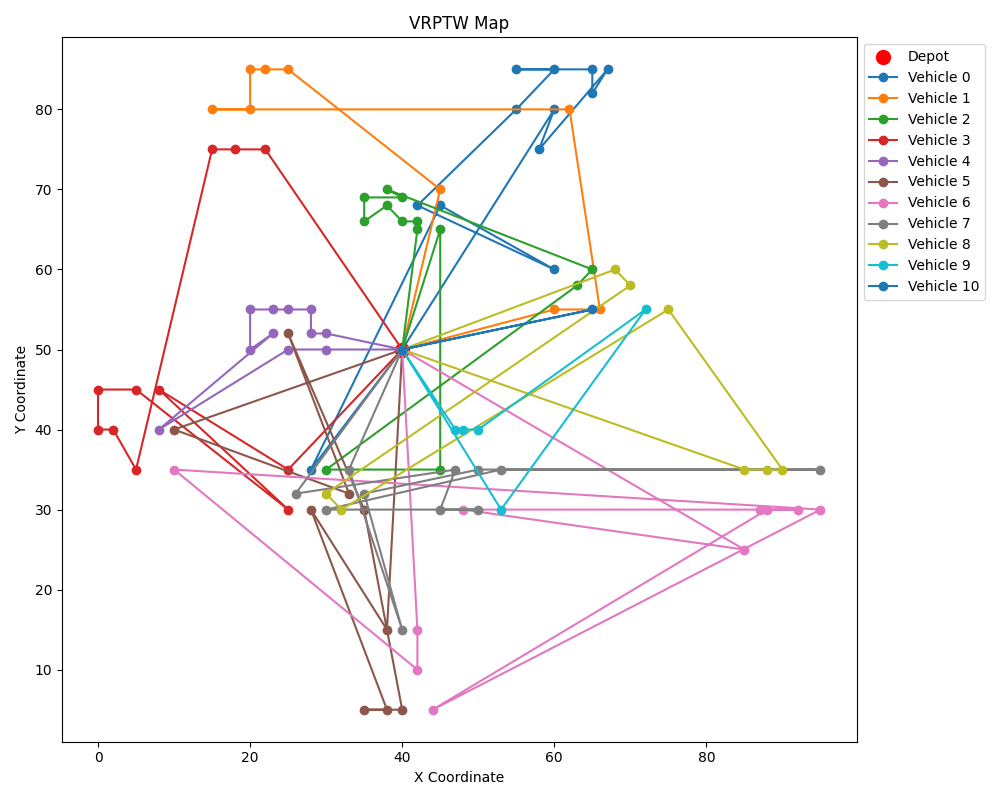 VRPTW Map
Y Coordinate
80
70
60
50
40
30
20
10
0
20
40
60
80
X Coordinate
Depot
Vehicle 0
Vehicle 1
Vehicle 2
Vehicle 3
Vehicle 4
Vehicle 5
Vehicle 6
Vehicle 7
Vehicle 8
Vehicle 9
Vehicle 10